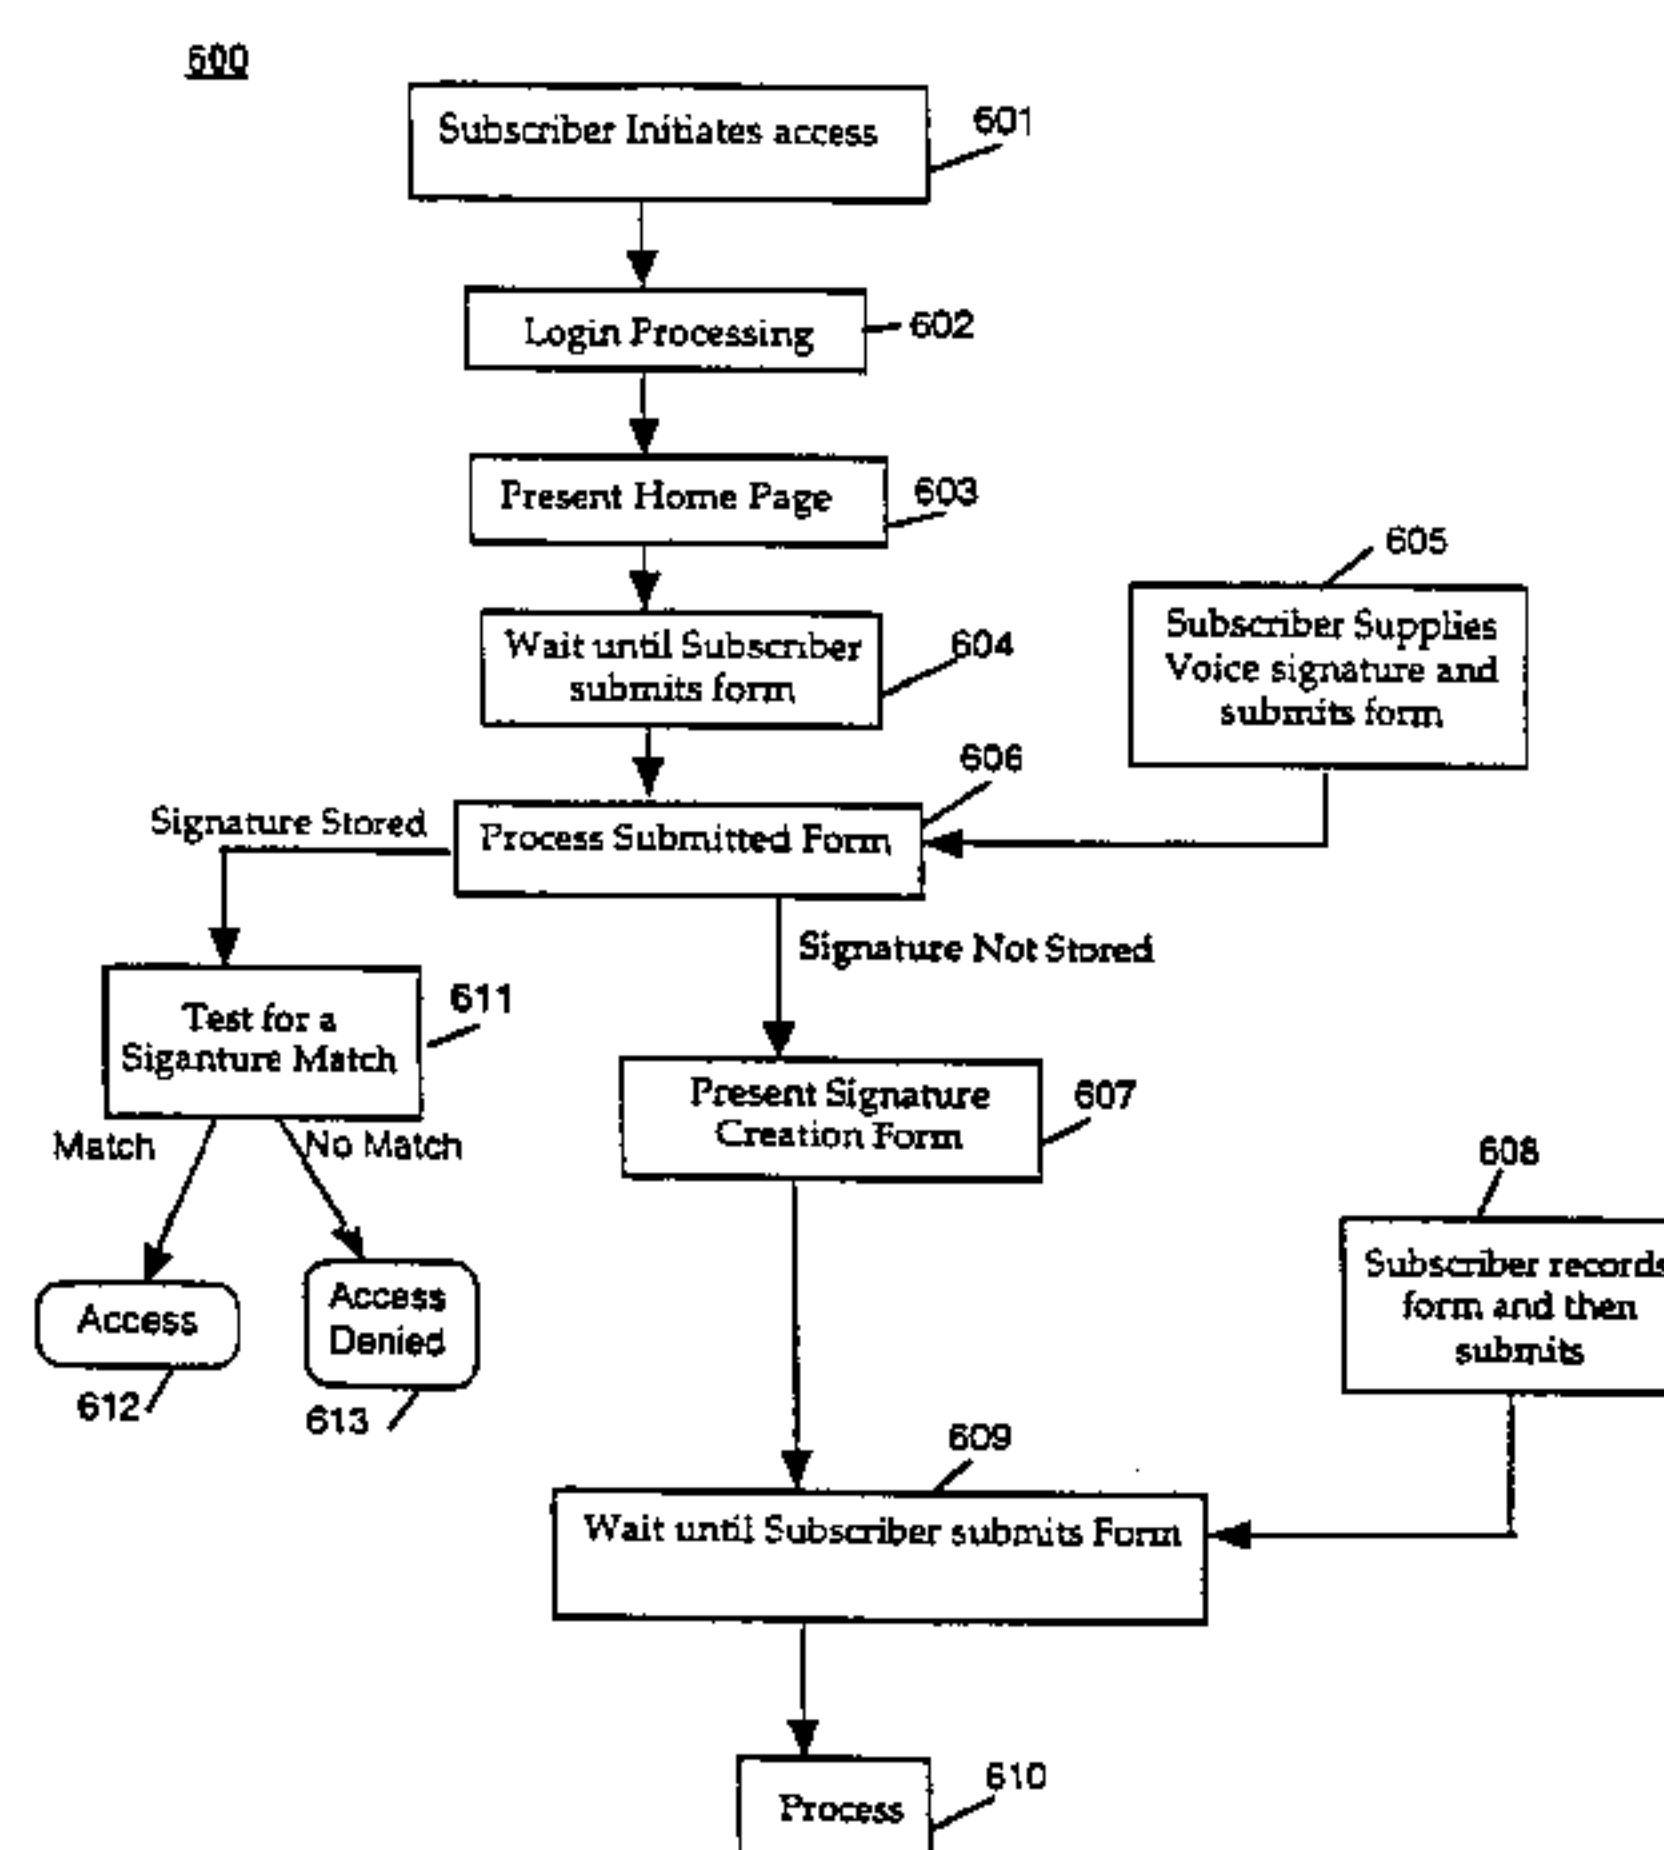 600
Subscriber Initiates access
601
Login Processing
602
Present Home Page
603
Wait until Subscriber
submits form
604
605
Subscriber Supplies
Voice signature and
submits form
606
Process Submitted Form
Signature Stored
Signature Not Stored
Test for a
Siganture Match
611
Match
No Match
Present Signature
Creation Form
607
608
Subscriber records
form and then
submits
Access
612
Access
Denied
613
609
Wait until Subscriber submits Form
Process
610